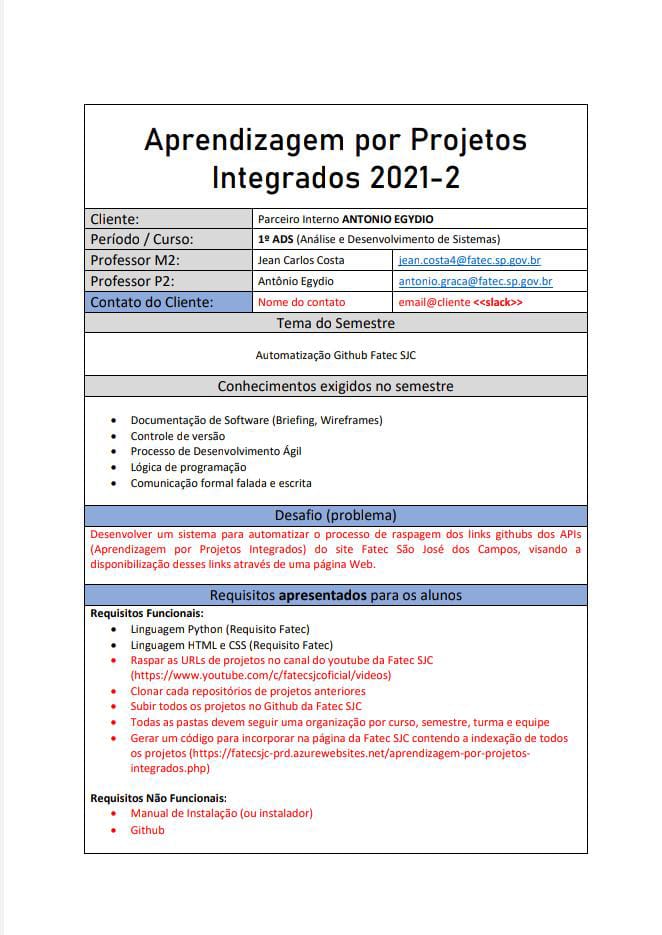 Aprendizagem por Projetos
Integrados 2021-2
Cliente: Parceiro Interno ANTONIO EGYDIO
Período / Curso: 1º ADS (Análise e Desenvolvimento de Sistemas)
Professor M2: Jean Carlos Costa jean.costa4@fatec.sp.gov.br
Professor P2: Antônio Egydio antonio.graca@fatec.sp.gov.br
Contato do Cliente: Nome do contato email@cliente <<slack>>
Tema do Semestre
Automatização Github Fatec SJC
Conhecimentos exigidos no semestre
• Documentação de Software (Briefing, Wireframes)
• Controle de versão
• Processo de Desenvolvimento Ágil
• Lógica de programação
• Comunicação formal falada e escrita
Desafio (problema)
Desenvolver um sistema para automatizar o processo de raspagem dos links githubs dos APIs
(Aprendizagem por Projetos Integrados) do site Fatec São José dos Campos, visando a
disponibilização desses links através de uma página Web.
Requisitos apresentados para os alunos
Requisitos Funcionais:
• Linguagem Python (Requisito Fatec)
• Linguagem HTML e CSS (Requisito Fatec)
• Raspar as URLs de projetos no canal do youtube da Fatec SJC
(https://www.youtube.com/c/fatecsjcoficial/videos)
• Clonar cada repositórios de projetos anteriores
• Subir todos os projetos no Github da Fatec SJC
• Todas as pastas devem seguir uma organização por curso, semestre, turma e equipe
• Gerar um código para incorporar na página da Fatec SJC contendo a indexação de todos
os projetos (https://fatecsjc-prd.azurewebsites.net/aprendizagem-por-projetos-
integrados.php)
Requisitos Não Funcionais:
• Manual de Instalação (ou instalador)
• Github